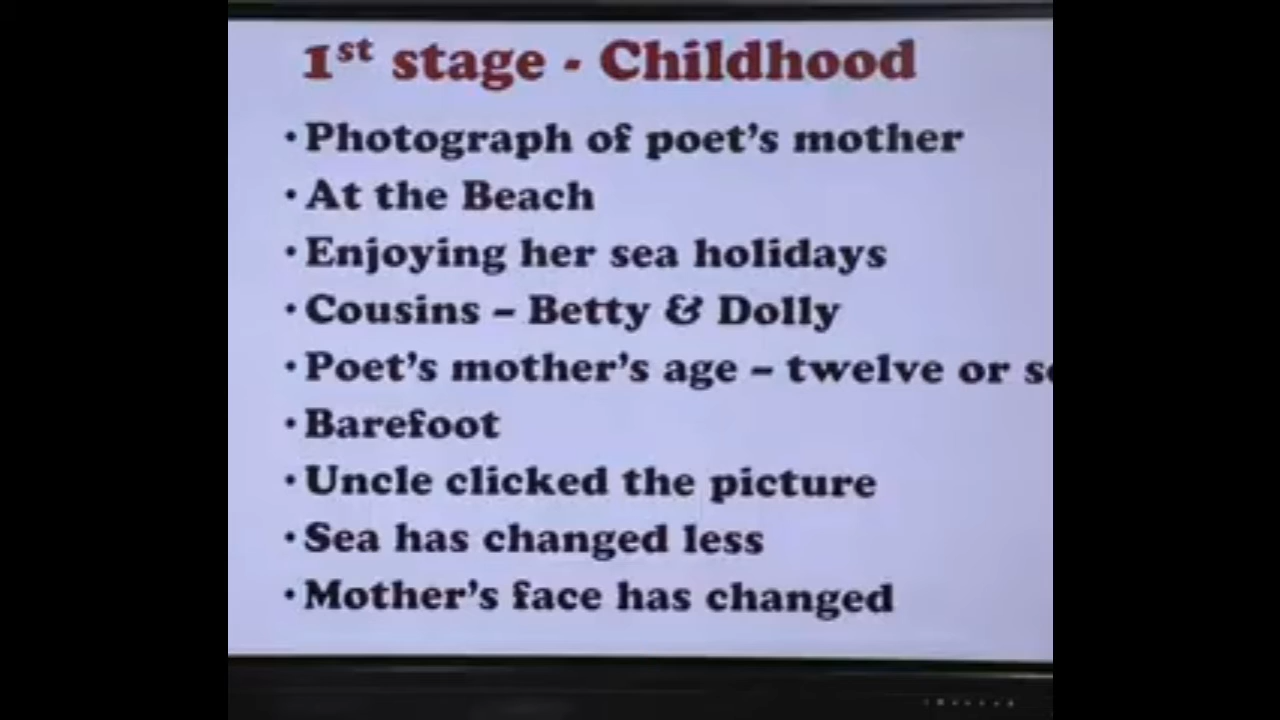 1st stage - Childhood
• Photograph of poet's mother
• At the Beach
• Enjoying her sea holidays
• Cousins – Betty & Dolly
• Poet's mother's age – twelve or
• Barefoot
• Uncle clicked the picture
• Sea has changed less
• Mother's face has changed